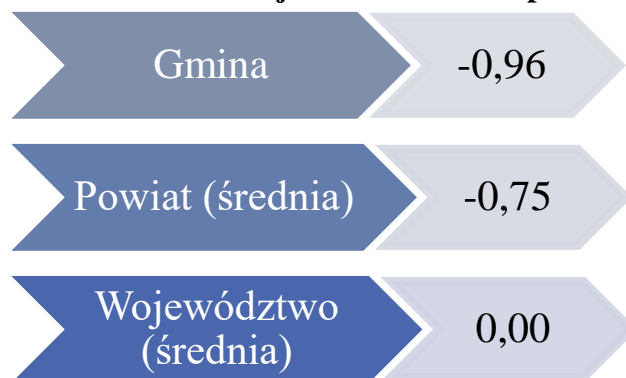 Gmina
-0,96
Powiat (średnia)
-0,75
Województwo
(średnia)
0,00